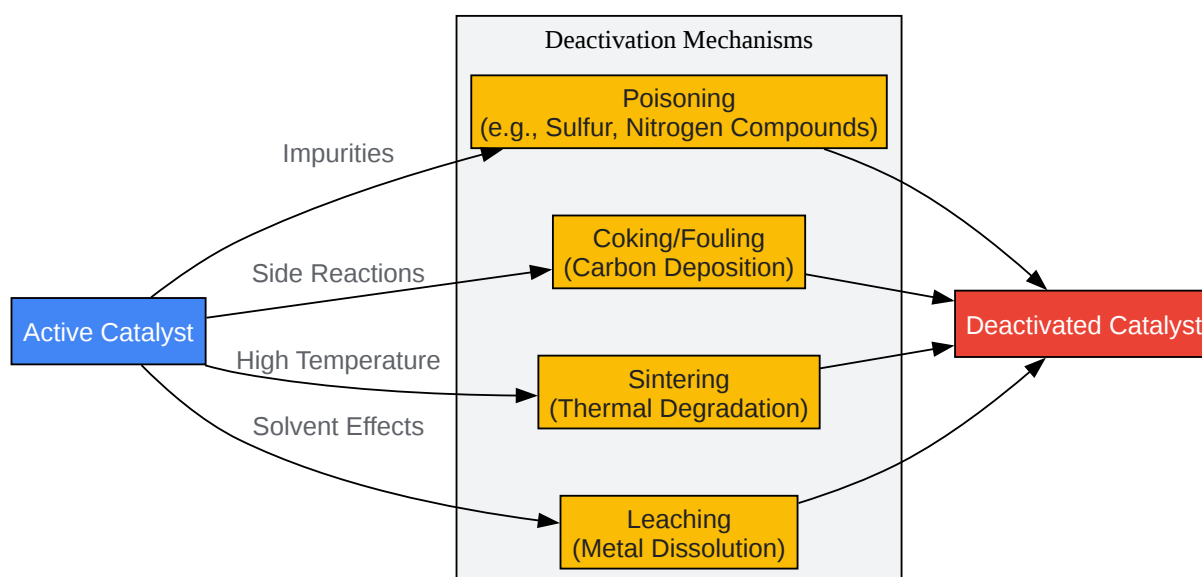 Deactivation Mechanisms
Poisoning
(e.g., Sulfur, Nitrogen Compounds)
Impurities
Coking/Fouling
(Carbon Deposition)
Side Reactions
Active Catalyst
Deactivated Catalyst
High Temperature
Sintering
(Thermal Degradation)
Solvent Effects
Leaching
(Metal Dissolution)